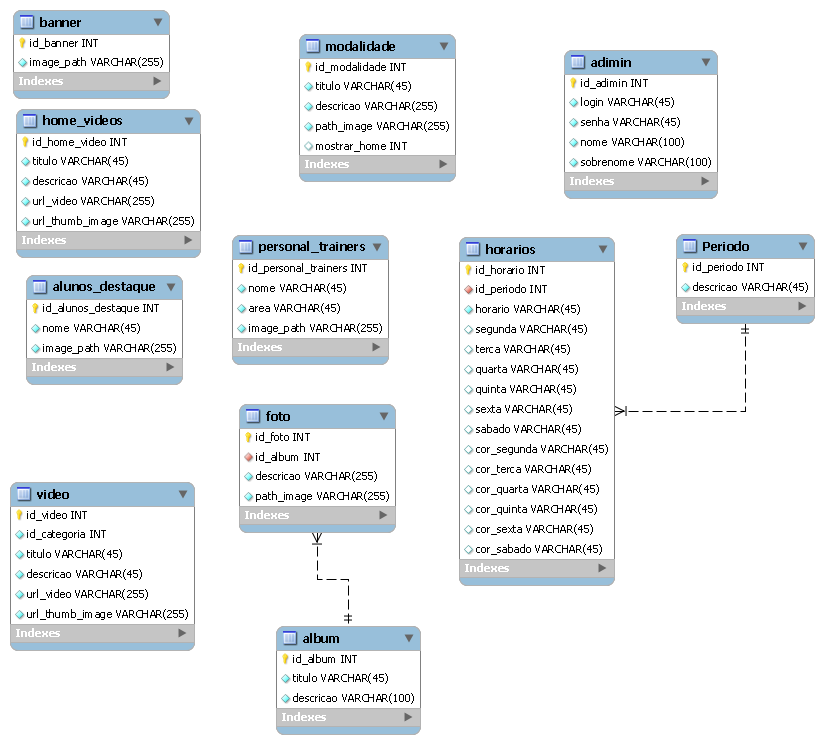 banner
id_banner INT
image_path VARCHAR(255)
Indexes
home_videos
id_home_video INT
titulo VARCHAR(45)
descricao VARCHAR(45)
url_video VARCHAR(255)
url_thumb_image VARCHAR(255)
Indexes
alunos_destaque
id_alunos_destaque INT
nome VARCHAR(45)
image_path VARCHAR(255)
Indexes
video
id_video INT
id_categoria INT
titulo VARCHAR(45)
descricao VARCHAR(45)
url_video VARCHAR(255)
url_thumb_image VARCHAR(255)
Indexes
modalidade
id_modalidade INT
titulo VARCHAR(45)
descricao VARCHAR(255)
path_image VARCHAR(255)
mostrar_home INT
Indexes
personal_trainers
id_personal_trainers INT
nome VARCHAR(45)
area VARCHAR(45)
image_path VARCHAR(255)
Indexes
foto
id_foto INT
id_album INT
descricao VARCHAR(255)
path_image VARCHAR(255)
Indexes
album
id_album INT
titulo VARCHAR(45)
descricao VARCHAR(100)
Indexes
adimin
id_adimin INT
login VARCHAR(45)
senha VARCHAR(45)
nome VARCHAR(100)
sobrenome VARCHAR(100)
Indexes
horarios
id_horario INT
id_periodo INT
horario VARCHAR(45)
segunda VARCHAR(45)
terca VARCHAR(45)
quarta VARCHAR(45)
quinta VARCHAR(45)
sexta VARCHAR(45)
sabado VARCHAR(45)
cor_segunda VARCHAR(45)
cor_terca VARCHAR(45)
cor_quarta VARCHAR(45)
cor_quinta VARCHAR(45)
cor_sexta VARCHAR(45)
cor_sabado VARCHAR(45)
Indexes
Periodo
id_periodo INT
descricao VARCHAR(45)
Indexes